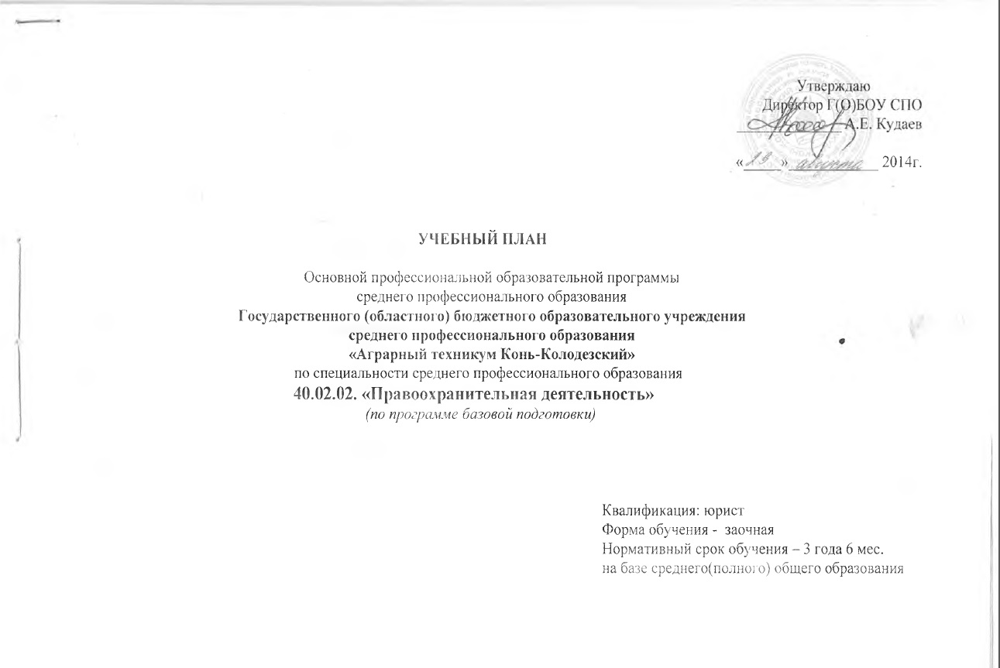 Утверждаю
Директор Г(О)БОУ СПО
А.Е. Кудаев
«29» августа 2014г.
УЧЕБНЫЙ ПЛАН
Основной профессиональной образовательной программы
среднего профессионального образования
Государственного (областного) бюджетного образовательного учреждения
среднего профессионального образования
«Аграрный техникум Конь-Колодезский»
по специальности среднего профессионального образования
40.02.02. «Правоохранительная деятельность»
(по программе базовой подготовки)
Квалификация: юрист
Форма обучения - заочная
Нормативный срок обучения – 3 года 6 мес.
на базе среднего(полного) общего образования